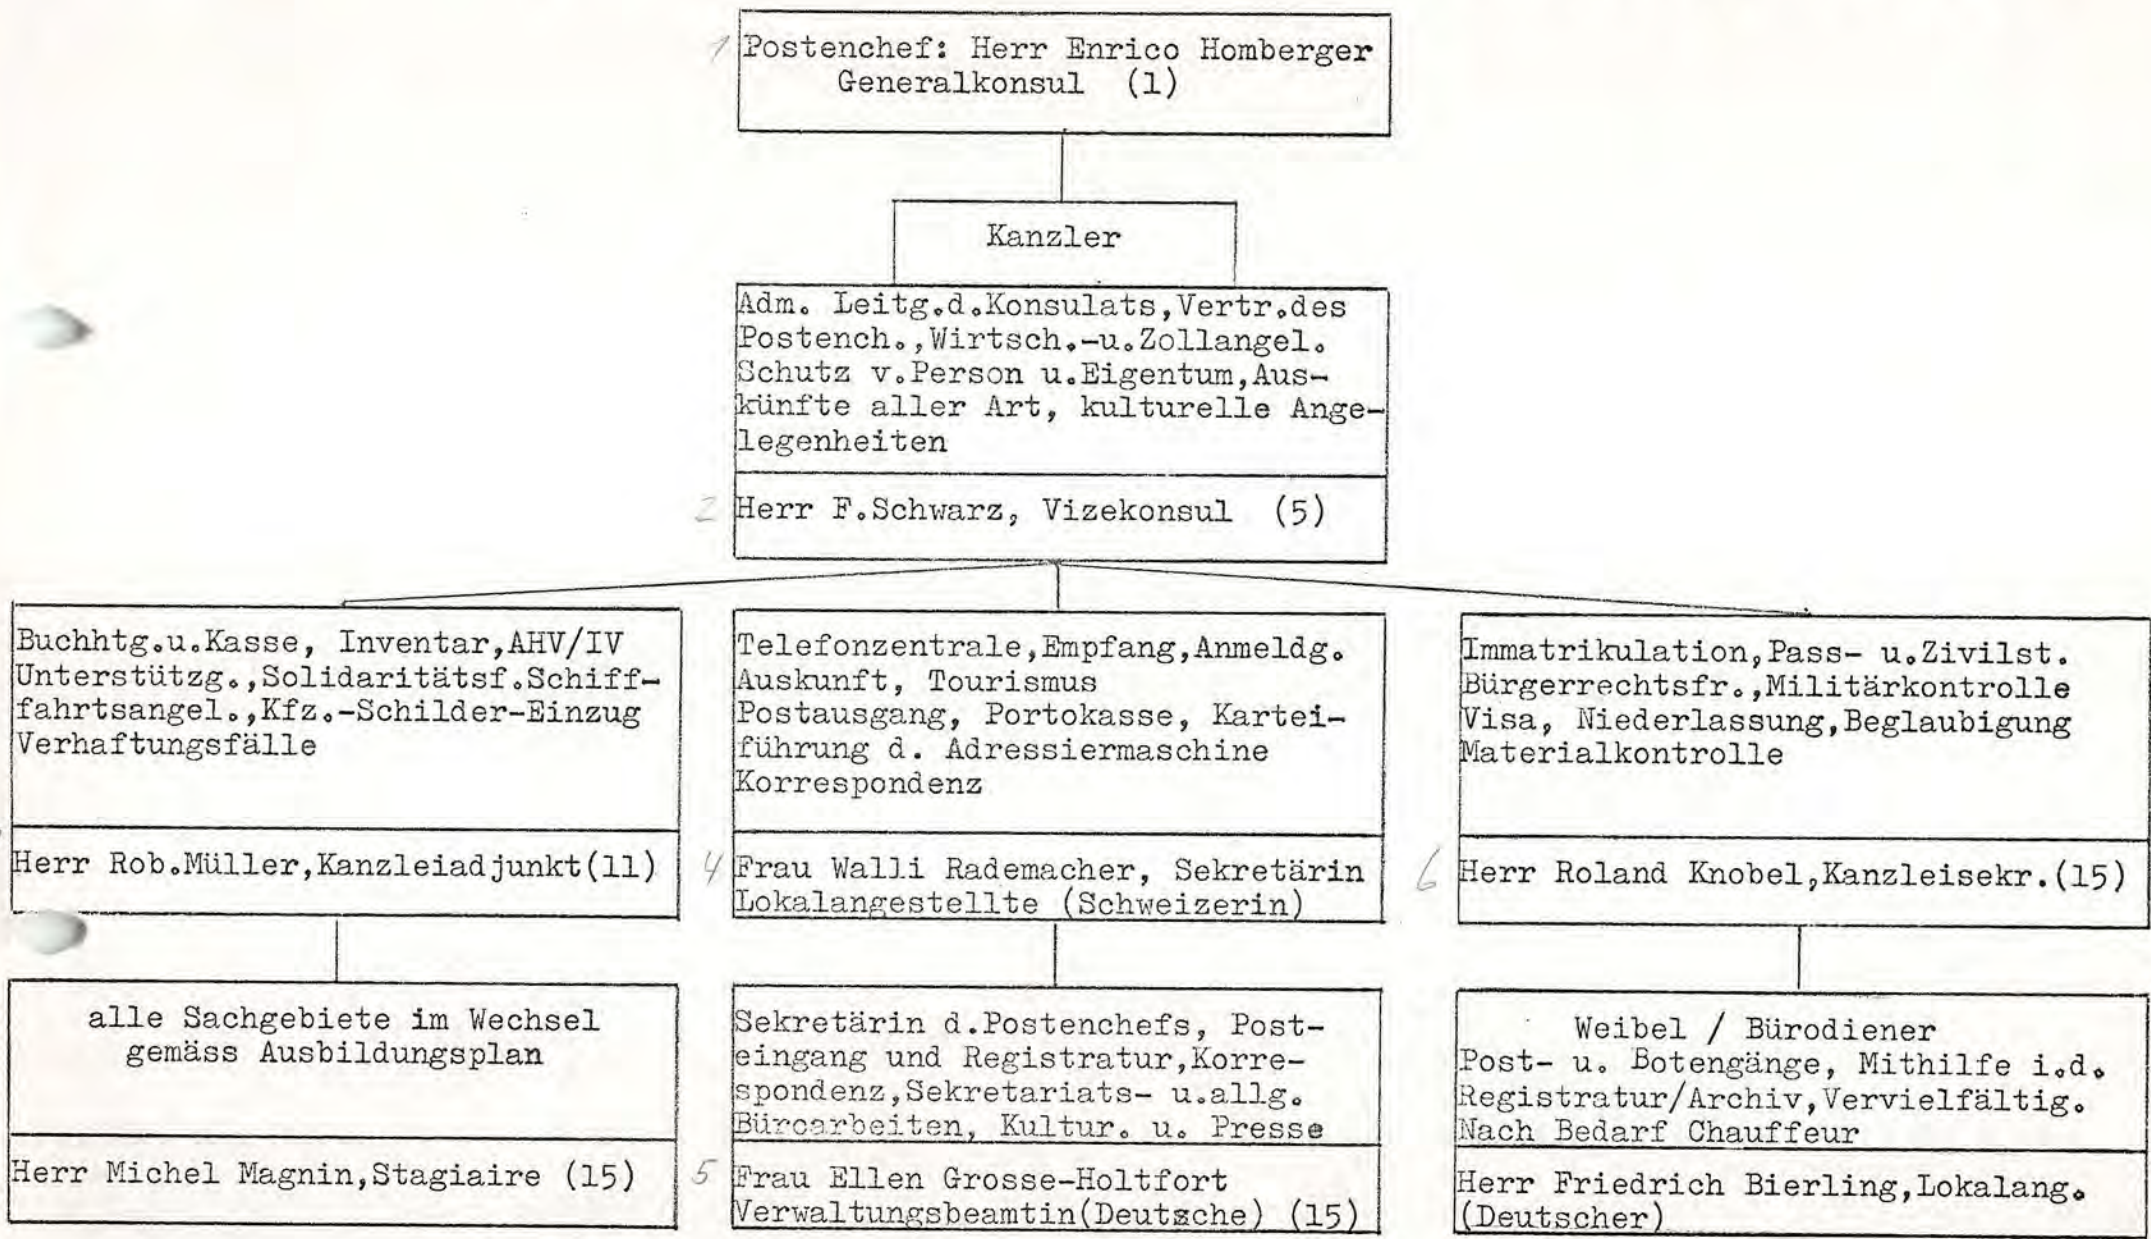 1 Postenchef: Herr Enrico Homberger
Generalkonsul (1)
Kanzler
Adm. Leitg.d.Konsulats,Vertr.des
Postench.,Wirtsch.-u.Zollangel.
Schutz v.Person u.Eigentum,Aus-
künfte aller Art, kulturelle Ange-
legenheiten
2 Herr F.Schwarz, Vizekonsul (5)
Buchhtg.u.Kasse, Inventar,AHV/IV
Unterstützg.,Solidaritätsf.Schiff-
fahrtsangel.,Kfz.-Schilder-Einzug
Verhaftungsfälle
Herr Rob.Müller,Kanzleiadjunkt(11)
Telefonzentrale,Empfang,Anmeldg.
Auskunft, Tourismus
Postausgang, Portokasse, Kartei-
führung d. Adressiermaschine
Korrespondenz
4 Frau Walli Rademacher, Sekretärin
Lokalangestellte (Schweizerin)
Immatrikulation,Pass- u.Zivilst.
Bürgerrechtsfr.,Militärkontrolle
Visa, Niederlassung,Beglaubigung
Materialkontrolle
6 Herr Roland Knobel,Kanzleisekr.(15)
alle Sachgebiete im Wechsel
gemäss Ausbildungsplan
Herr Michel Magnin,Stagiaire (15)
Sekretärin d.Postenchefs, Post-
eingang und Registratur,Korre-
spondenz,Sekretariats- u.allg.
Büroarbeiten, Kultur. u. Presse
5 Frau Ellen Grosse-Holtfort
Verwaltungsbeamtin(Deutsche) (15)
Weibel / Bürodiener
Post- u. Botengänge, Mithilfe i.d.
Registratur/Archiv,Vervielfältig.
Nach Bedarf Chauffeur
Herr Friedrich Bierling,Lokalang.
(Deutscher)